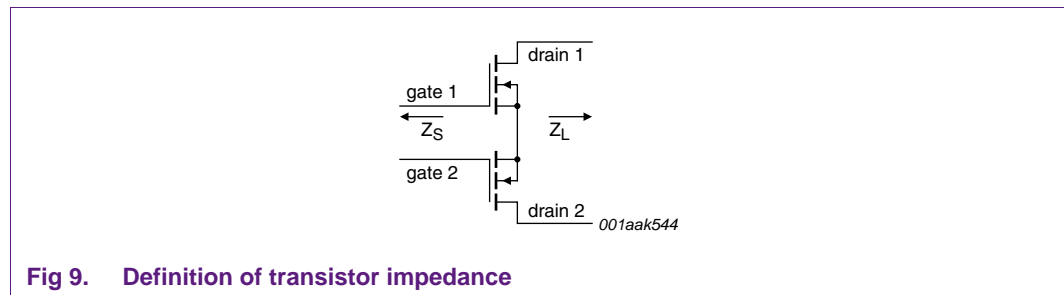 drain 1
gate 1
Z_S
Z_L
gate 2
drain 2
001aak544
Fig 9. Definition of transistor impedance